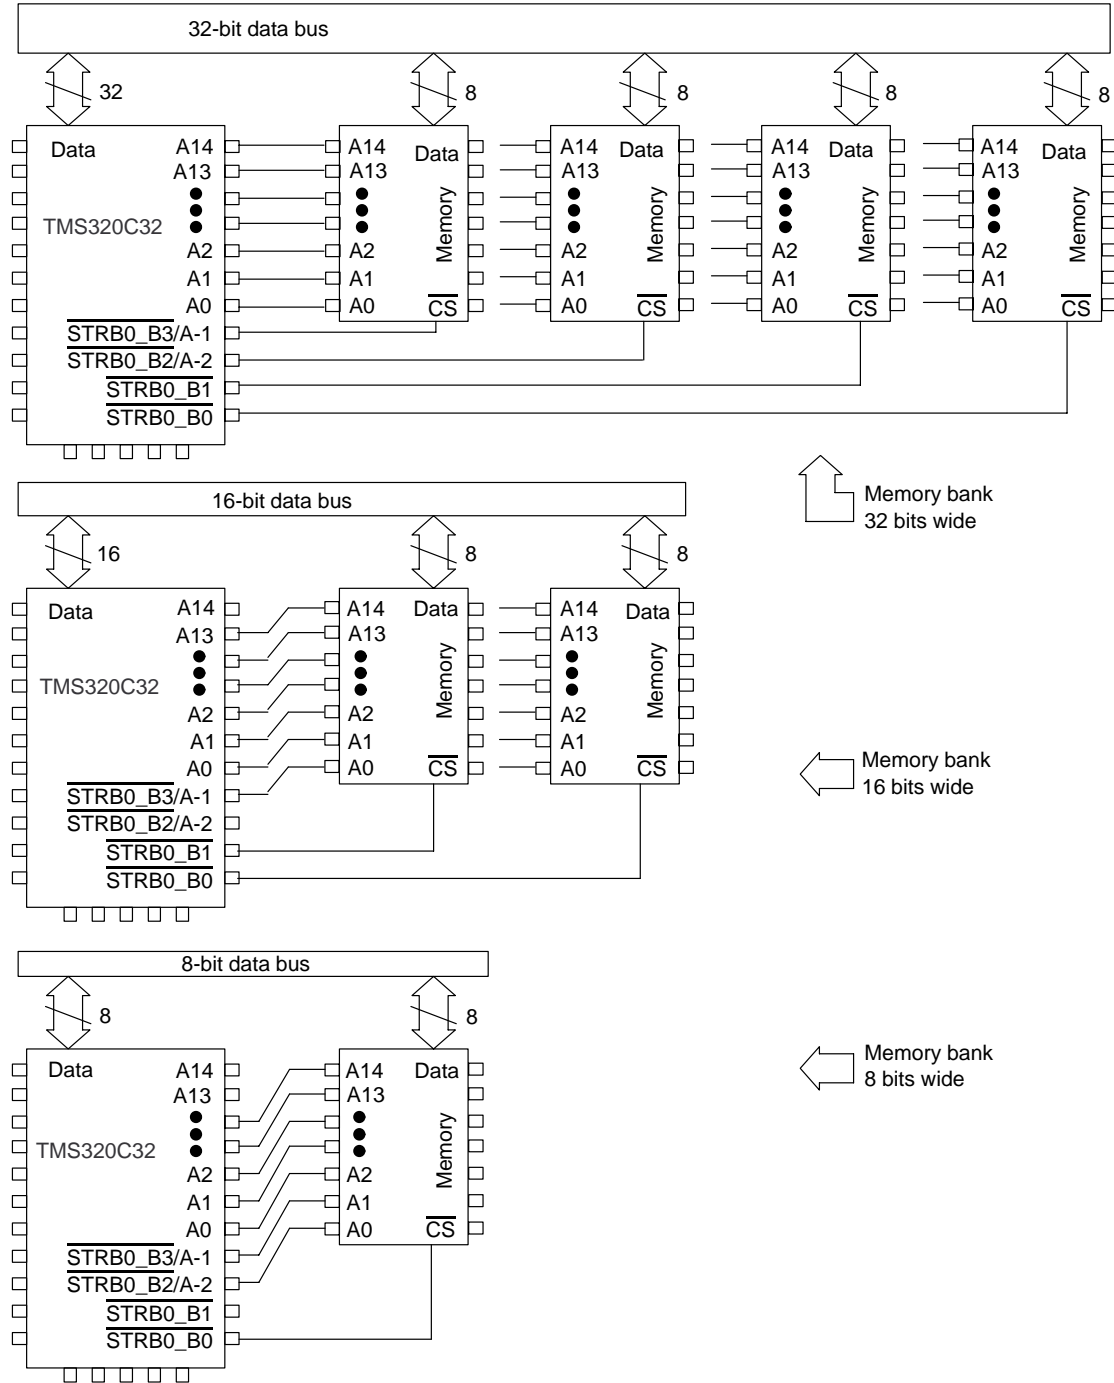 32-bit data bus
32 8 8 8 8
Data A14 A14 Data A14 Data A14 Data A14 Data
A13 A13 A13 A13 A13
TMS320C32 Memory Memory Memory Memory
A2 A2 A2 A2 A2
A1 A1 A1 A1 A1
A0 A0 CS A0 CS A0 CS A0 CS
STRB0_B3/A-1
STRB0_B2/A-2
STRB0_B1
STRB0_B0
Memory bank
32 bits wide
16-bit data bus
16 8 8
Data A14 A14 Data A14 Data
A13 A13 A13
TMS320C32 Memory Memory
A2 A2 A2
A1 A1 A1
A0 A0 CS A0 CS
STRB0_B3/A-1
STRB0_B2/A-2
STRB0_B1
STRB0_B0
Memory bank
16 bits wide
8-bit data bus
8 8
Data A14 A14 Data
A13 A13
TMS320C32 Memory
A2 A2
A1 A1
A0 A0 CS
STRB0_B3/A-1
STRB0_B2/A-2
STRB0_B1
STRB0_B0
Memory bank
8 bits wide